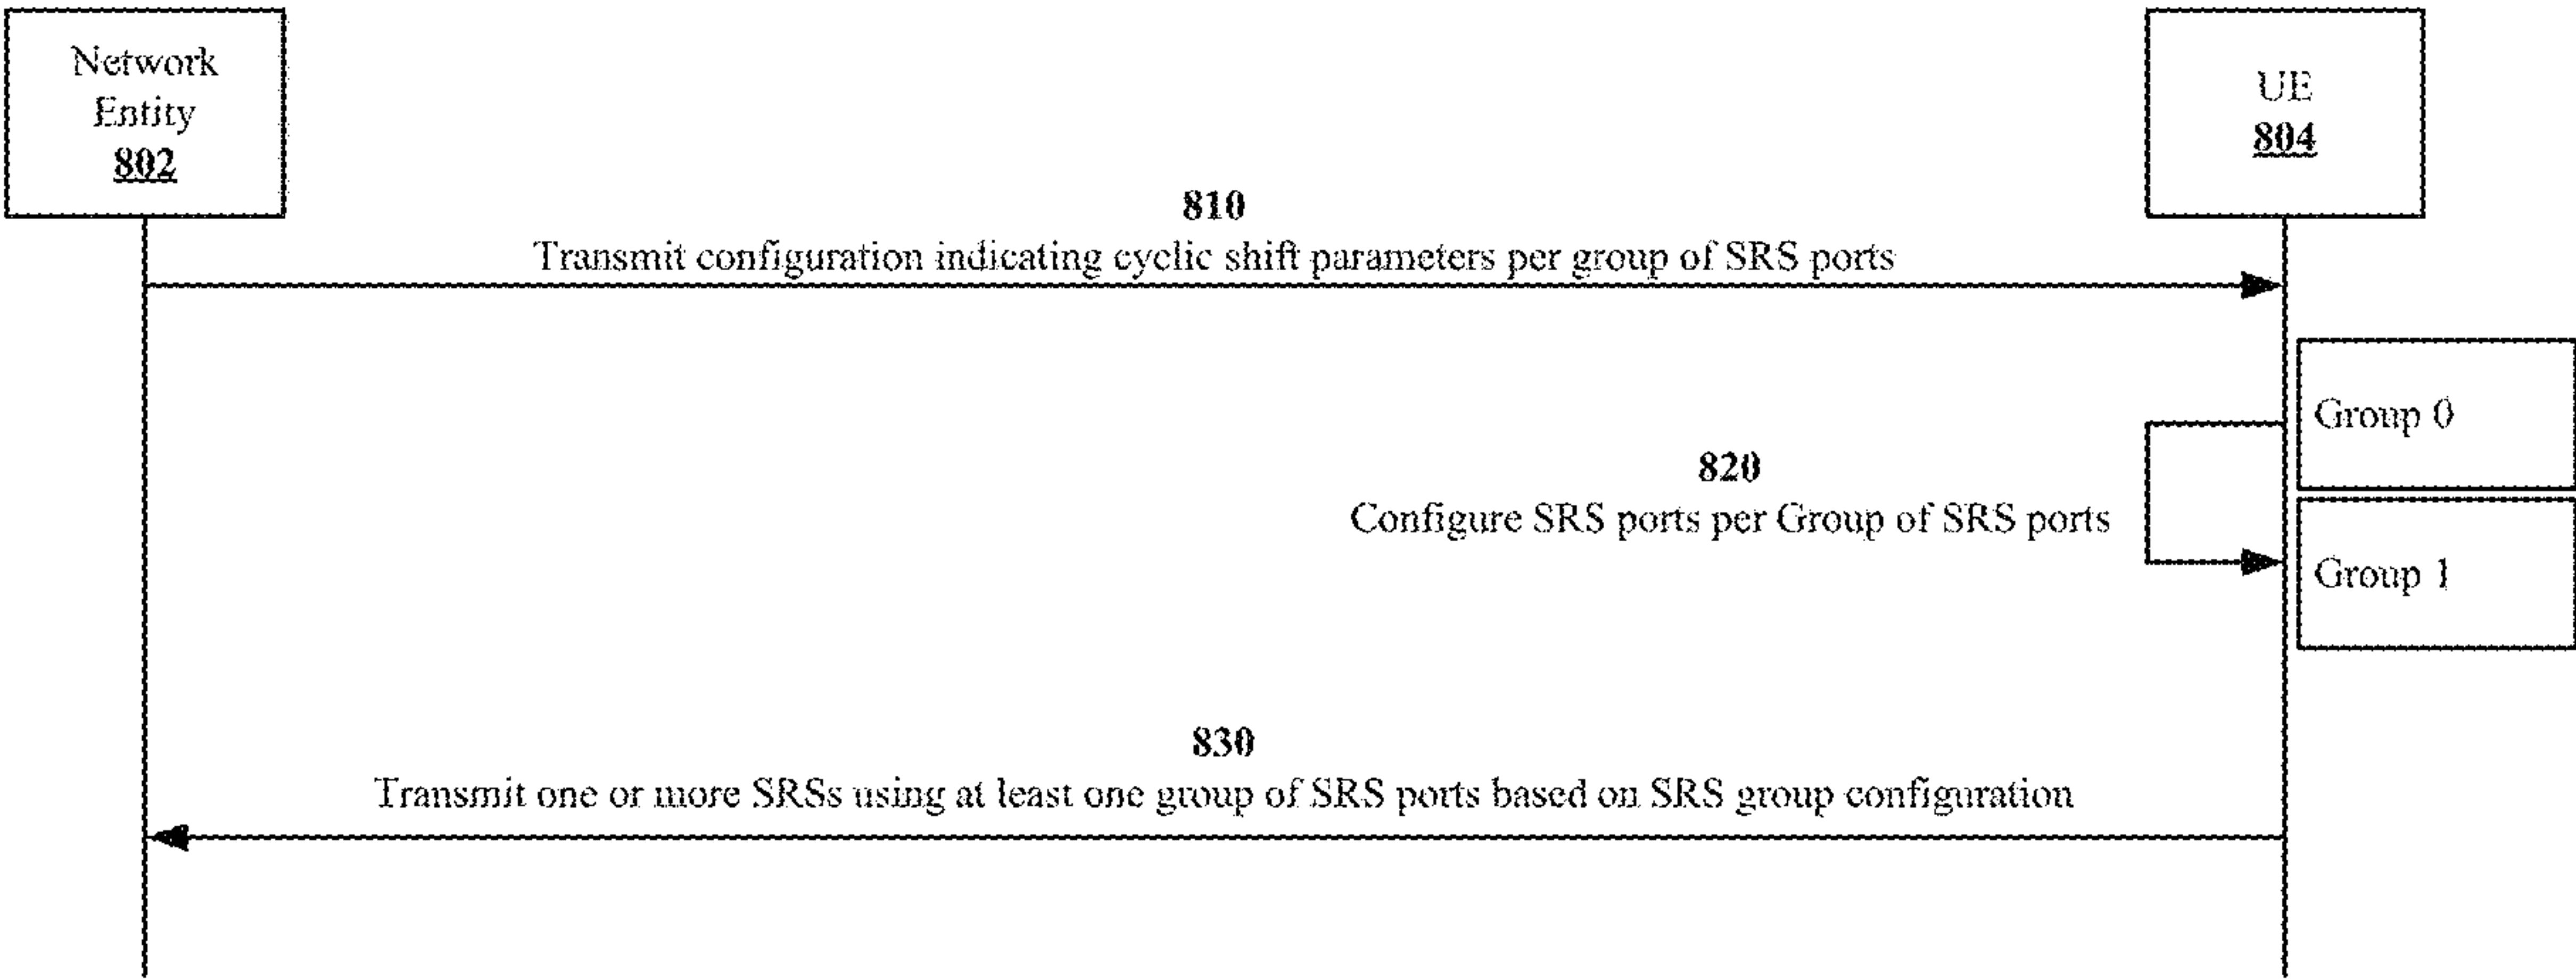 Network
Entity
802
UE
804
810
Transmit configuration indicating cyclic shift parameters per group of SRS ports
Group 0
820
Configure SRS ports per Group of SRS ports
Group 1
830
Transmit one or more SRSs using at least one group of SRS ports based on SRS group configuration